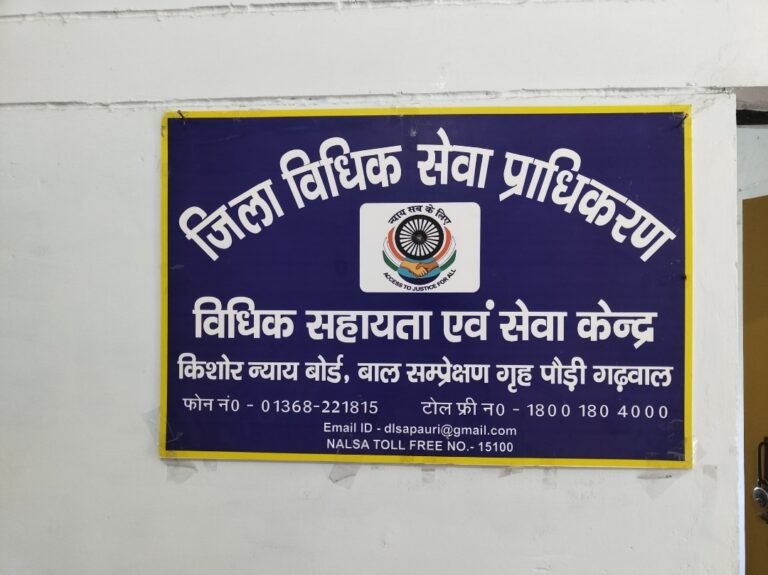 जिला विधिक सेवा प्राधिकरण
न्याय सब के लिए
ACCESS TO JUSTICE FOR ALL
विधिक सहायता एवं सेवा केन्द्र
किशोर न्याय बोर्ड, बाल सम्प्रेक्षण गृह पौड़ी गढ़वाल
फोन नं0 - 01368-221815 टोल फ्री न0 - 1800 180 4000
Email ID - dlsapauri@gmail.com
NALSA TOLL FREE NO.- 15100